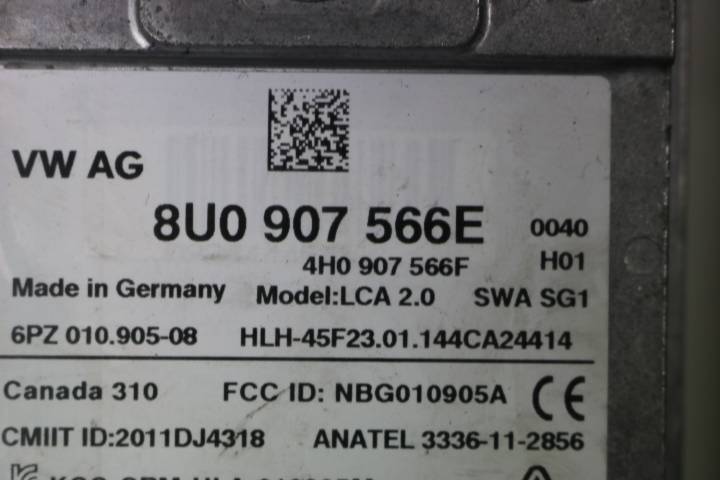 VW AG
8U0 907 566E 0040
4H0 907 566F H01
Made in Germany Model:LCA 2.0 SWA SG1
6PZ 010.905-08 HLH-45F23.01.144CA24414
Canada 310 FCC ID: NBG010905A CE
CMIIT ID:2011DJ4318 ANATEL 3336-11-2856